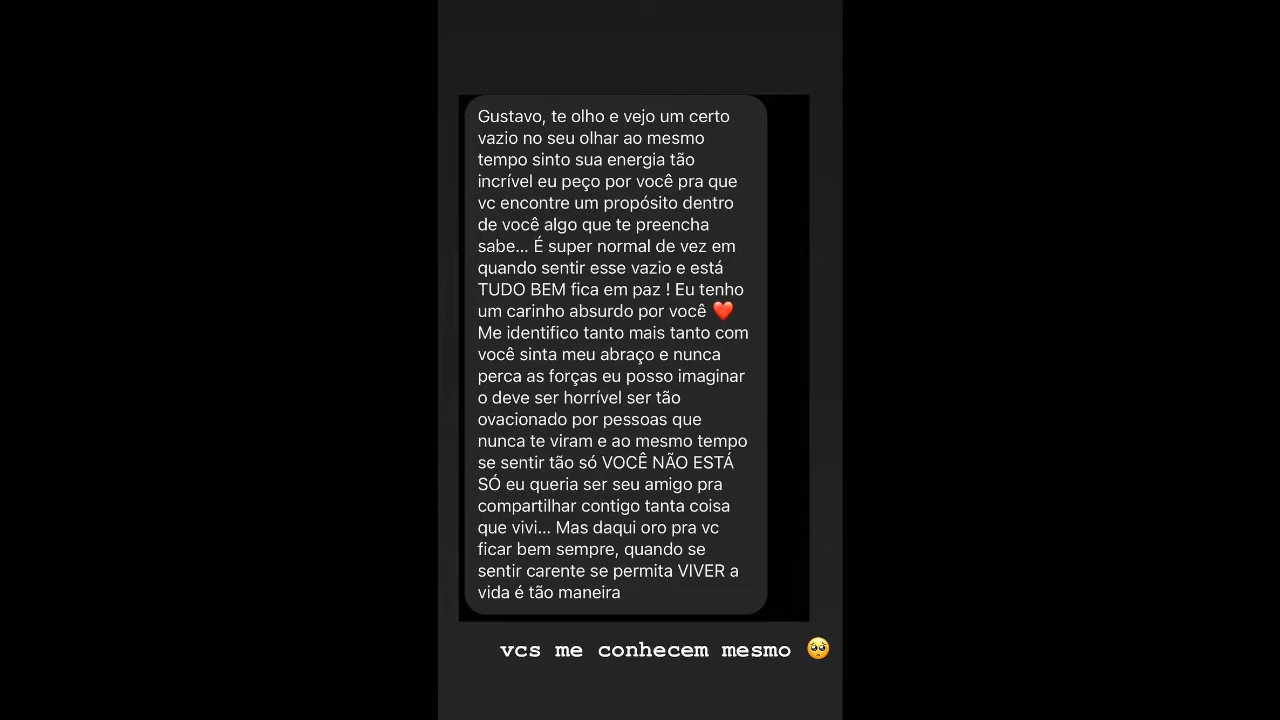 Gustavo, te olho e vejo um certo
vazio no seu olhar ao mesmo
tempo sinto sua energia tão
incrível eu peço por você pra que
vc encontre um propósito dentro
de você algo que te preencha
sabe... É super normal de vez em
quando sentir esse vazio e está
TUDO BEM fica em paz ! Eu tenho
um carinho absurdo por você ❤️
Me identifico tanto mais tanto com
você sinta meu abraço e nunca
perca as forças eu posso imaginar
o deve ser horrível ser tão
ovacionado por pessoas que
nunca te viram e ao mesmo tempo
se sentir tão só VOCÊ NÃO ESTÁ
SÓ eu queria ser seu amigo pra
compartilhar contigo tanta coisa
que vivi... Mas daqui oro pra vc
ficar bem sempre, quando se
sentir carente se permita VIVER a
vida é tão maneira
vcs me conhecem mesmo 🥺